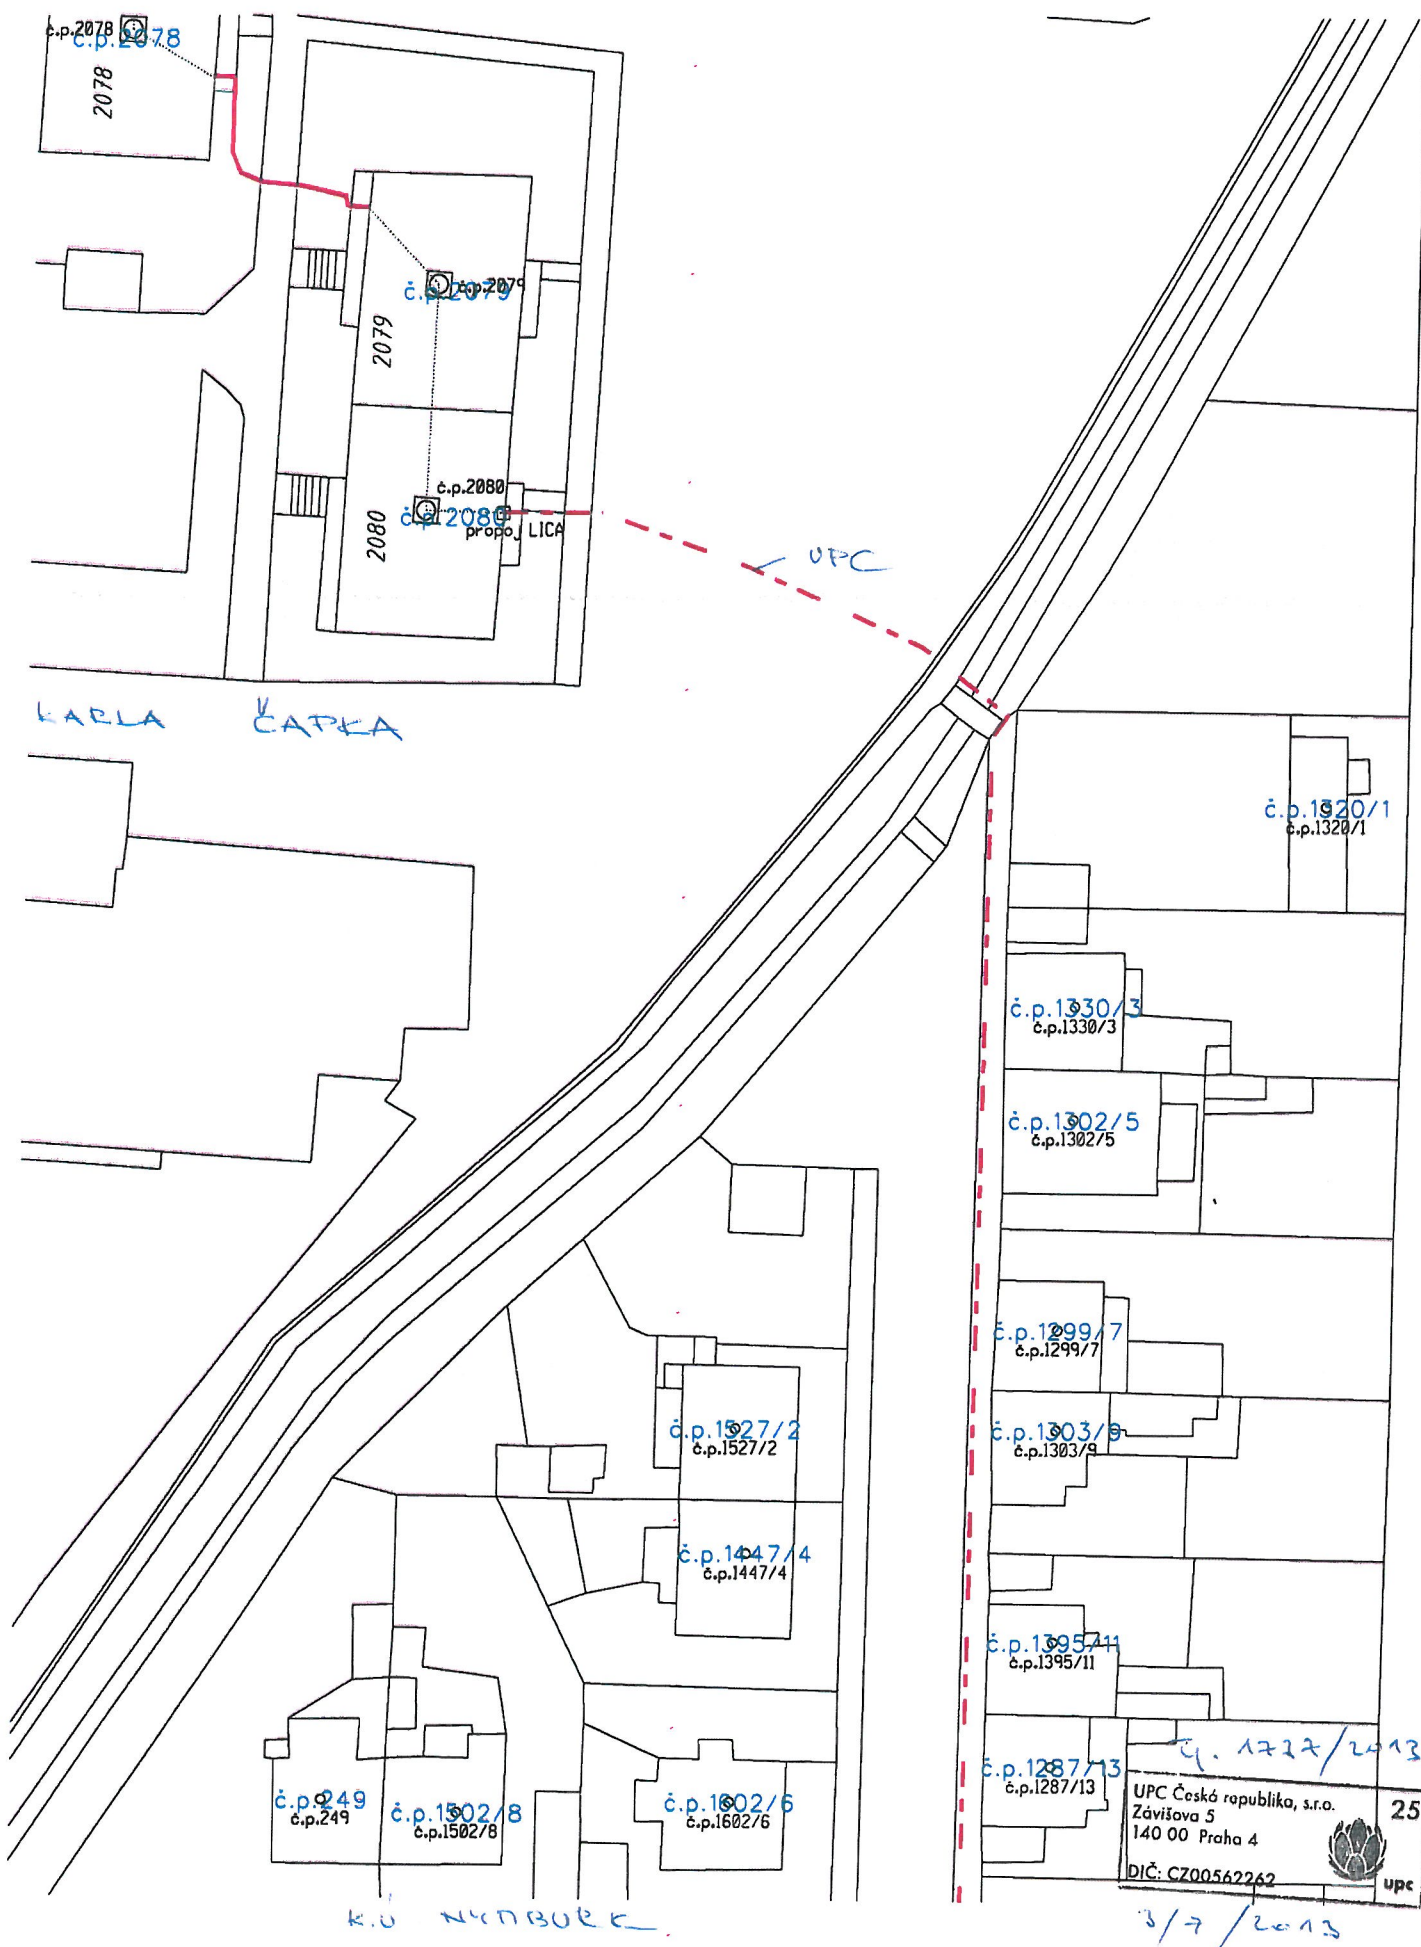 č.p.2078
č.p.2078
2078
č.p.2079
č.p.2079
2079
č.p.2080
č.p.2080
propoj LICA
2080
UPC
KARLA ČAPKA
č.p.1320/1
č.p.1320/1
č.p.1330/3
č.p.1330/3
č.p.1302/5
č.p.1302/5
č.p.1299/7
č.p.1299/7
č.p.1527/2
č.p.1527/2
č.p.1303/9
č.p.1303/9
č.p.1447/4
č.p.1447/4
č.p.1395/11
č.p.1395/11
č.p.1287/13
č.p.1287/13
č.p.249
č.p.249
č.p.1502/8
č.p.1502/8
č.p.1602/6
č.p.1602/6
čj. 1737/2013
UPC Česká republika, s.r.o.
25
Závišova 5
140 00 Praha 4
DIČ: CZ00562262
upc
K.Ú NYMBURK
3/7/2013